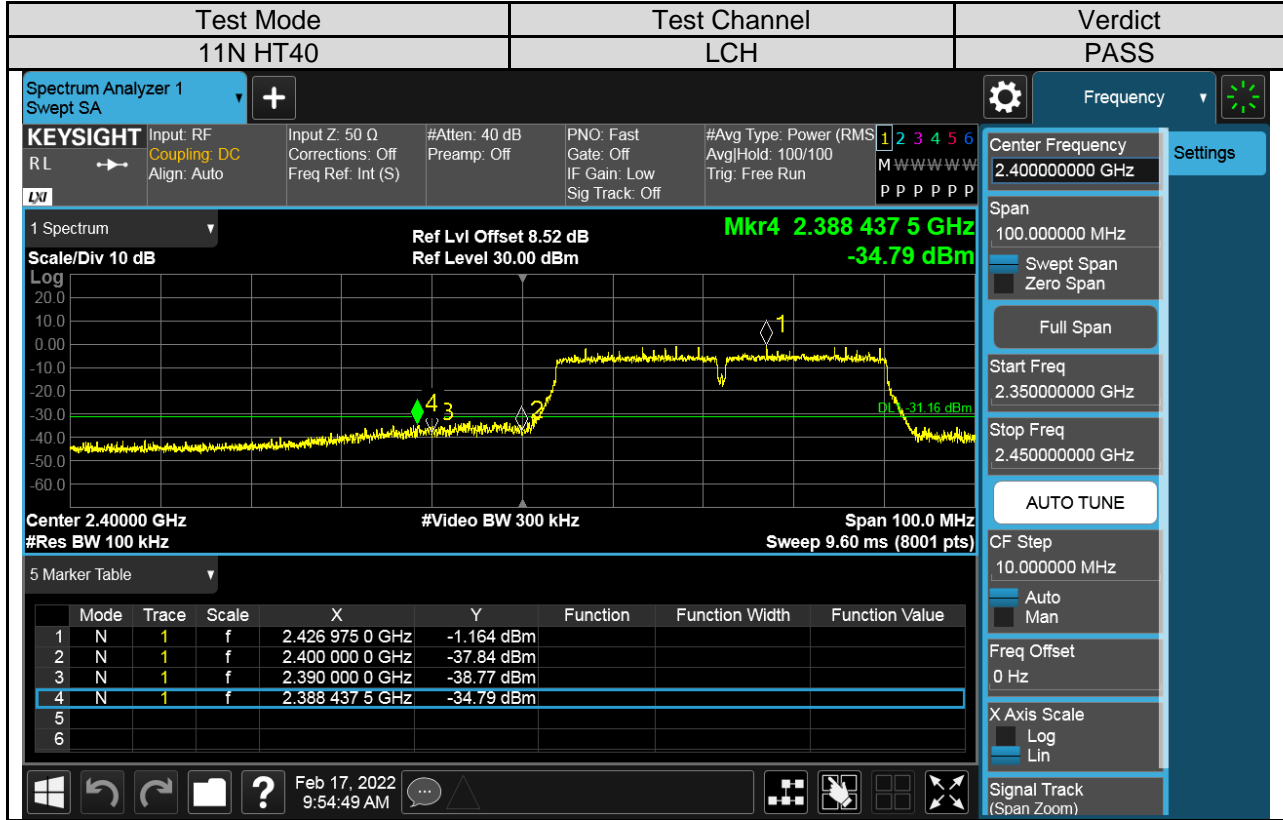 Test Mode Test Channel Verdict
11N HT40 LCH PASS
Spectrum Analyzer 1
Swept SA
+
Frequency
KEYSIGHT
R L
LXI
Input: RF
Coupling: DC
Align: Auto
Input Z: 50 Ω
Corrections: Off
Freq Ref: Int (S)
#Atten: 40 dB
Preamp: Off
PNO: Fast
Gate: Off
IF Gain: Low
Sig Track: Off
#Avg Type: Power (RMS
Avg|Hold: 100/100
Trig: Free Run
1 2 3 4 5 6
M W W W W W
P P P P P P
1 Spectrum
Scale/Div 10 dB
Ref Lvl Offset 8.52 dB
Ref Level 30.00 dBm
Mkr4 2.388 437 5 GHz
-34.79 dBm
Log
20.0
10.0
0.00
-10.0
-20.0
-30.0
-40.0
-50.0
-60.0
1
4 3 2
DL1 -31.16 dBm
Center 2.40000 GHz #Video BW 300 kHz Span 100.0 MHz
#Res BW 100 kHz Sweep 9.60 ms (8001 pts)
5 Marker Table
Mode Trace Scale X Y Function Function Width Function Value
1 N 1 f 2.426 975 0 GHz -1.164 dBm
2 N 1 f 2.400 000 0 GHz -37.84 dBm
3 N 1 f 2.390 000 0 GHz -38.77 dBm
4 N 1 f 2.388 437 5 GHz -34.79 dBm
5
6
?
Feb 17, 2022
9:54:49 AM
Center Frequency
2.400000000 GHz
Settings
Span
100.000000 MHz
Swept Span
Zero Span
Full Span
Start Freq
2.350000000 GHz
Stop Freq
2.450000000 GHz
AUTO TUNE
CF Step
10.000000 MHz
Auto
Man
Freq Offset
0 Hz
X Axis Scale
Log
Lin
Signal Track
(Span Zoom)